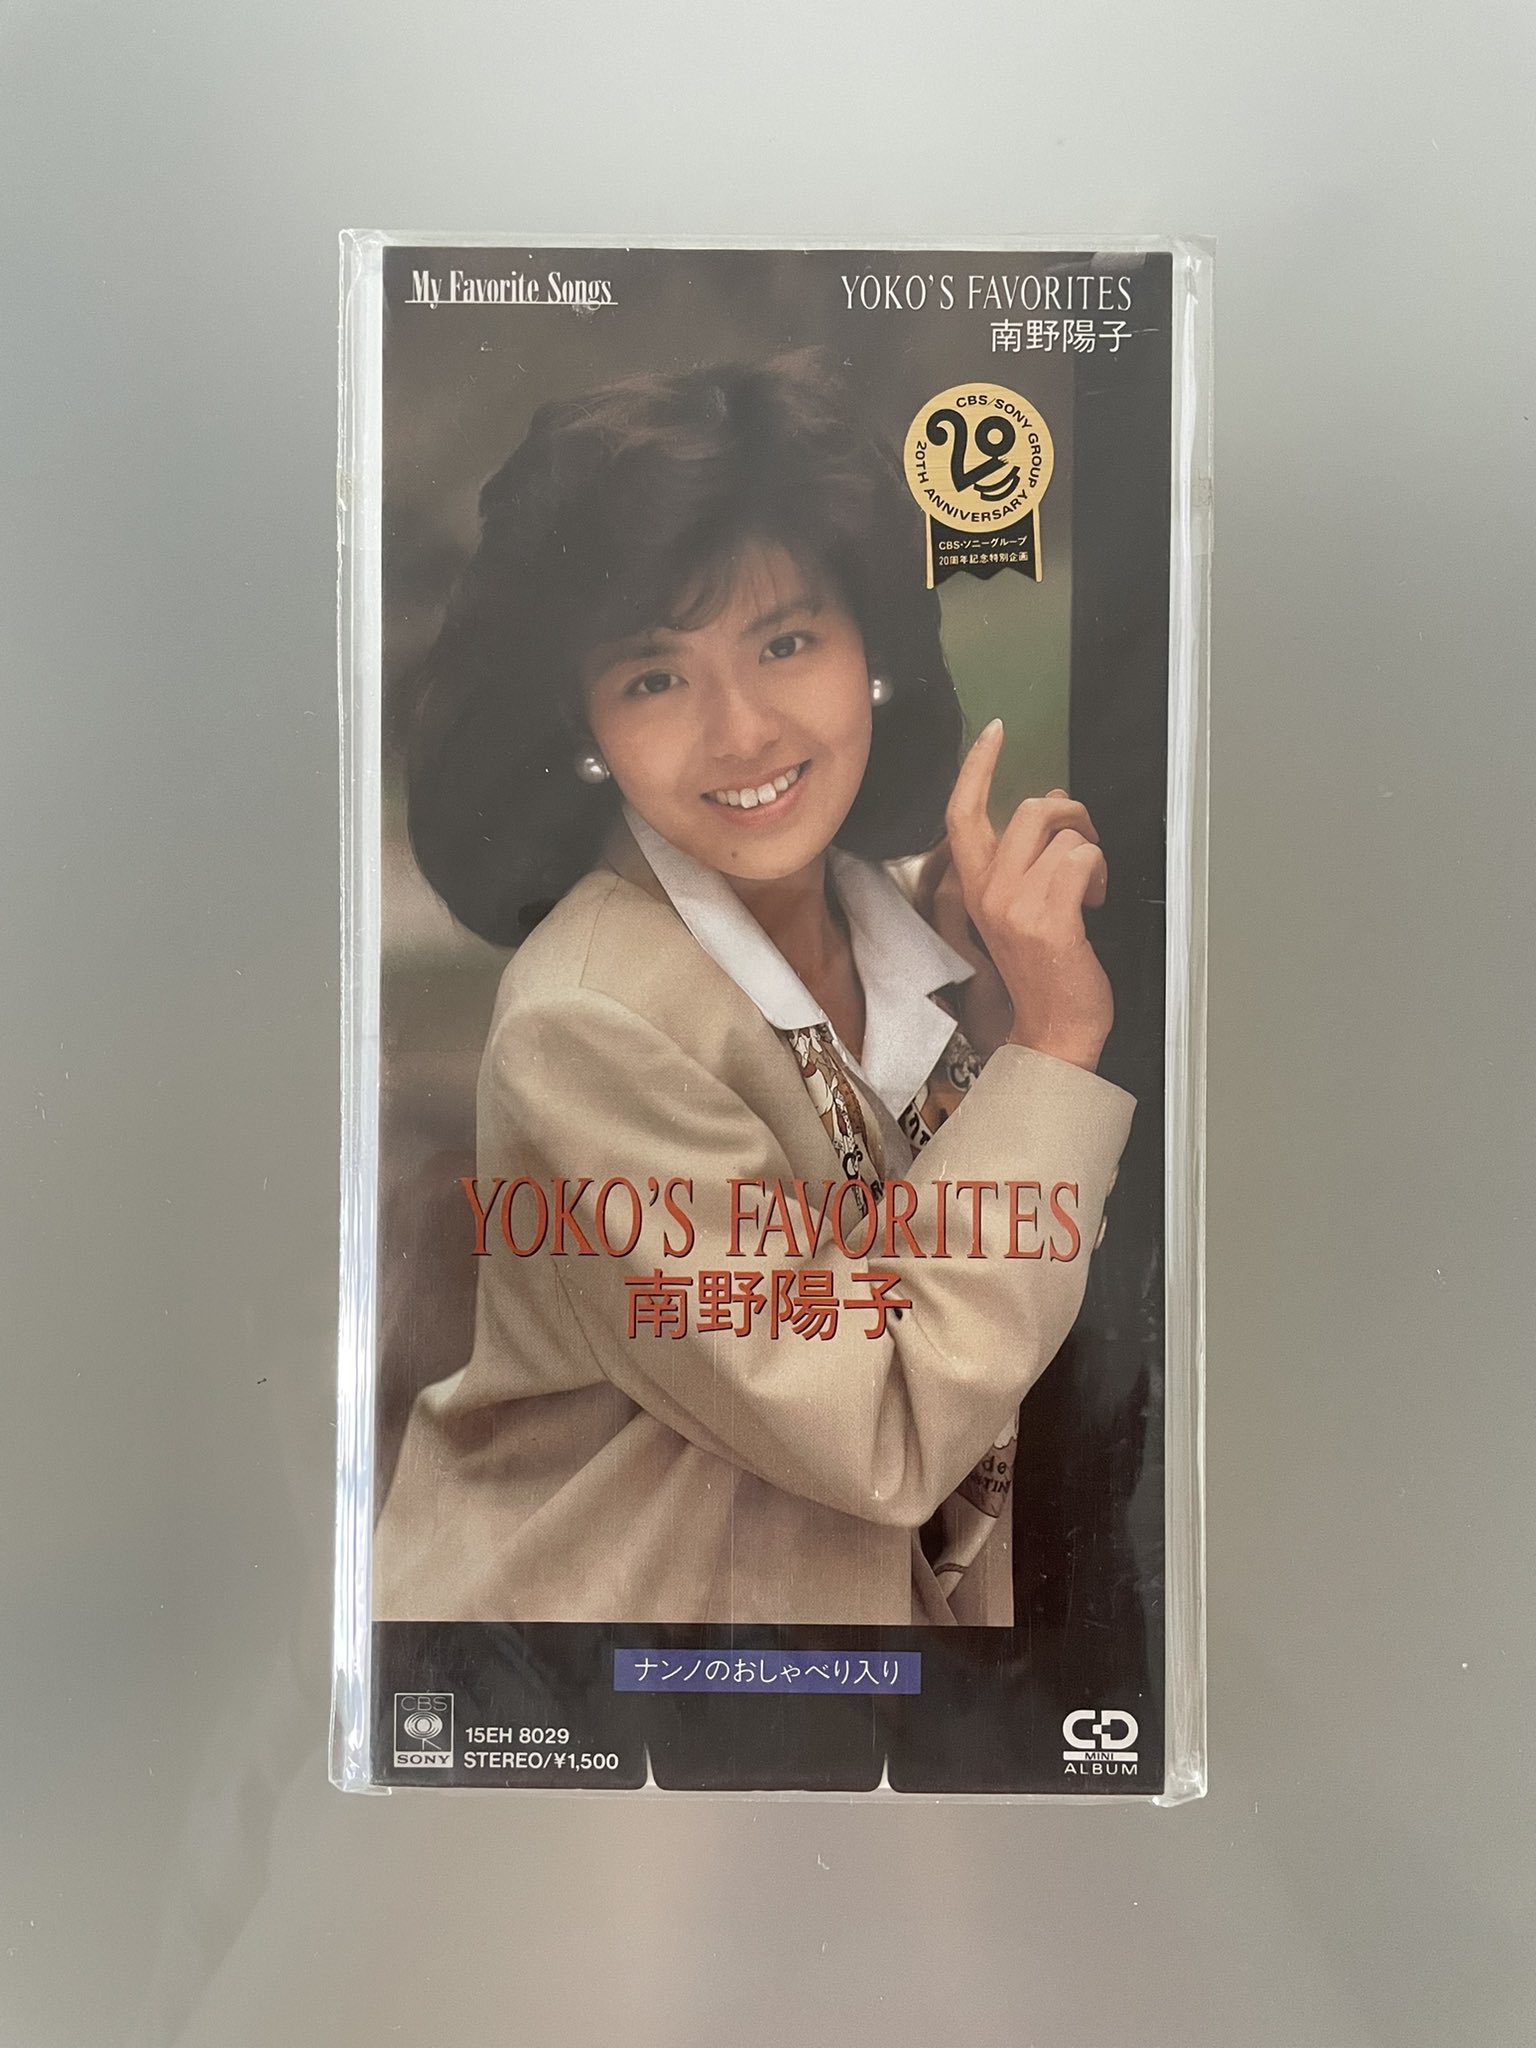 My Favorite Songs
YOKO'S FAVORITES
南野陽子
CBS/SONY GROUP
20TH ANNIVERSARY
CBS・ソニーグループ
20周年記念特別企画
YOKO'S FAVORITES
南野陽子
ナンノのおしゃべり入り
CBS
SONY
15EH 8029
STEREO/¥1,500
CD
MINI
ALBUM